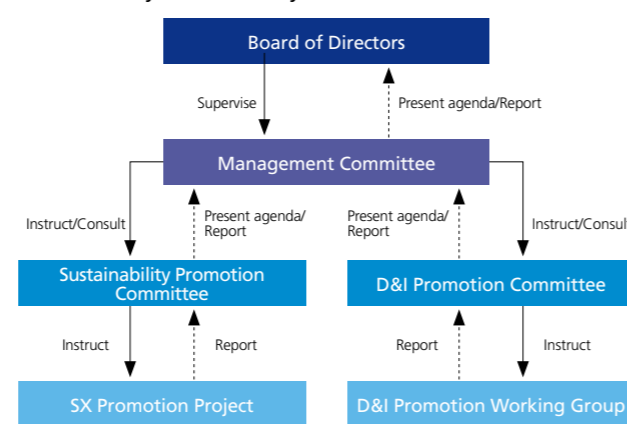 Board of Directors
Supervise
Present agenda/Report
Management Committee
Instruct/Consult
Present agenda/
Report
Present agenda/
Report
Instruct/Consult
Sustainability Promotion
Committee
D&I Promotion Committee
Instruct
Report
Report
Instruct
SX Promotion Project
D&I Promotion Working Group